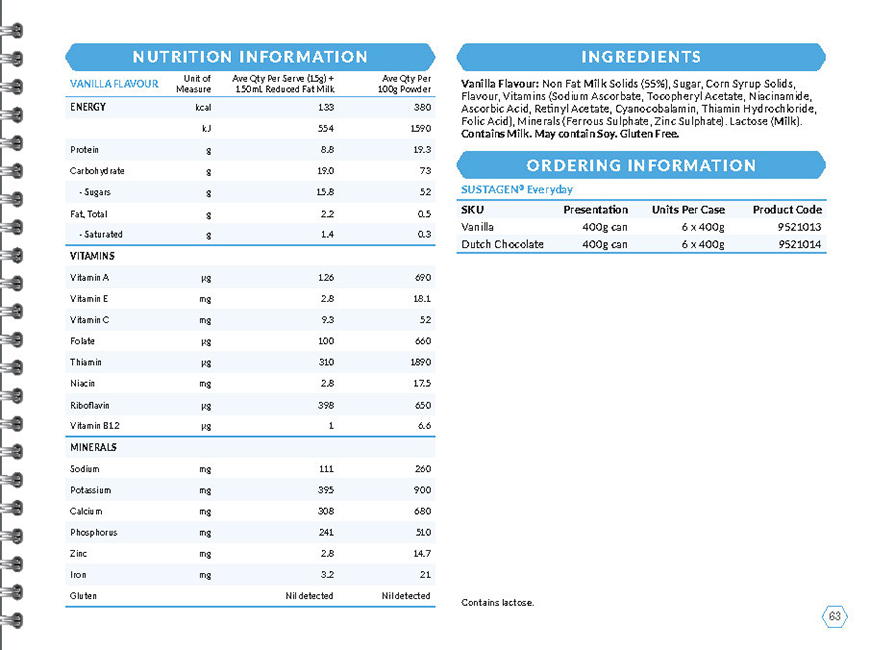 NUTRITION INFORMATION
VANILLA FLAVOUR Unit of Measure Ave Qty Per Serve (15g) + 150mL Reduced Fat Milk Ave Qty Per 100g Powder
ENERGY kcal 133 380
kJ 554 1590
Protein g 8.8 19.3
Carbohydrate g 19.0 73
- Sugars g 15.8 52
Fat, Total g 2.2 0.5
- Saturated g 1.4 0.3
VITAMINS
Vitamin A µg 126 690
Vitamin E mg 2.8 18.1
Vitamin C mg 9.3 52
Folate µg 100 660
Thiamin µg 310 1890
Niacin mg 2.8 17.5
Riboflavin µg 398 650
Vitamin B12 µg 1 6.6
MINERALS
Sodium mg 111 260
Potassium mg 395 900
Calcium mg 308 680
Phosphorus mg 241 510
Zinc mg 2.8 14.7
Iron mg 3.2 21
Gluten Nil detected Nil detected
INGREDIENTS
Vanilla Flavour: Non Fat Milk Solids (55%), Sugar, Corn Syrup Solids,
Flavour, Vitamins (Sodium Ascorbate, Tocopheryl Acetate, Niacinamide,
Ascorbic Acid, Retinyl Acetate, Cyanocobalamin, Thiamin Hydrochloride,
Folic Acid), Minerals (Ferrous Sulphate, Zinc Sulphate). Lactose (Milk).
Contains Milk. May contain Soy. Gluten Free.
ORDERING INFORMATION
SUSTAGEN® Everyday
SKU Presentation Units Per Case Product Code
Vanilla 400g can 6 x 400g 9521013
Dutch Chocolate 400g can 6 x 400g 9521014
Contains lactose.
63